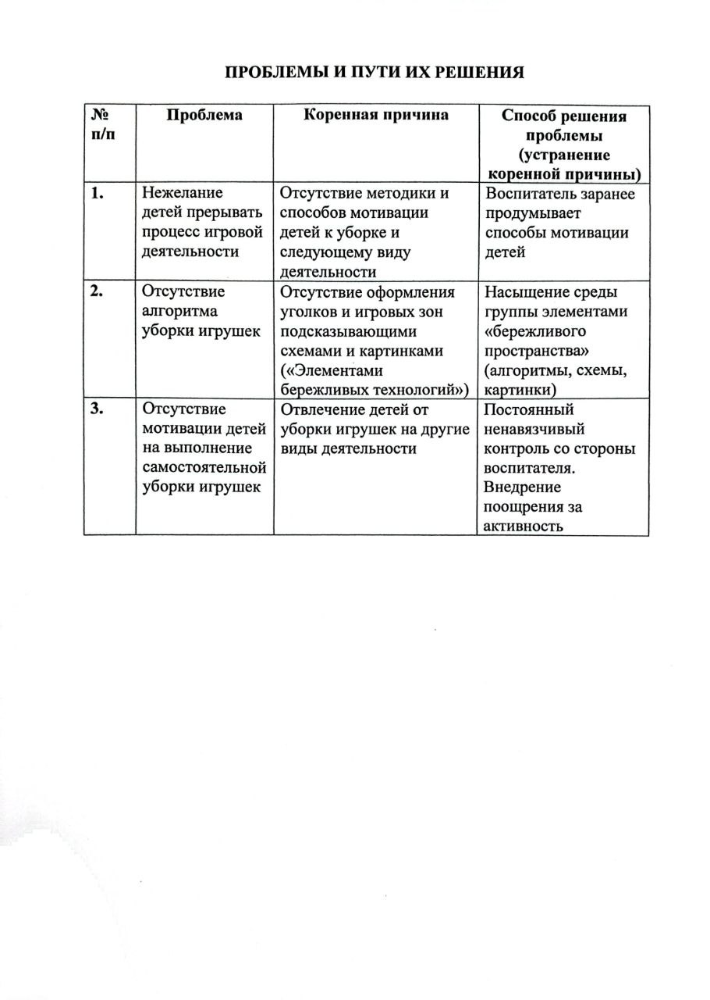 ПРОБЛЕМЫ И ПУТИ ИХ РЕШЕНИЯ
№
п/п
Проблема
Коренная причина
Способ решения
проблемы
(устранение
коренной причины)
1.
Нежелание
детей прерывать
процесс игровой
деятельности
Отсутствие методики и
способов мотивации
детей к уборке и
следующему виду
деятельности
Воспитатель заранее
продумывает
способы мотивации
детей
2.
Отсутствие
алгоритма
уборки игрушек
Отсутствие оформления
уголков и игровых зон
подсказывающими
схемами и картинками
(«Элементами
бережливых технологий»)
Насыщение среды
группы элементами
«бережливого
пространства»
(алгоритмы, схемы,
картинки)
3.
Отсутствие
мотивации детей
на выполнение
самостоятельной
уборки игрушек
Отвлечение детей от
уборки игрушек на другие
виды деятельности
Постоянный
ненавязчивый
контроль со стороны
воспитателя.
Внедрение
поощрения за
активность